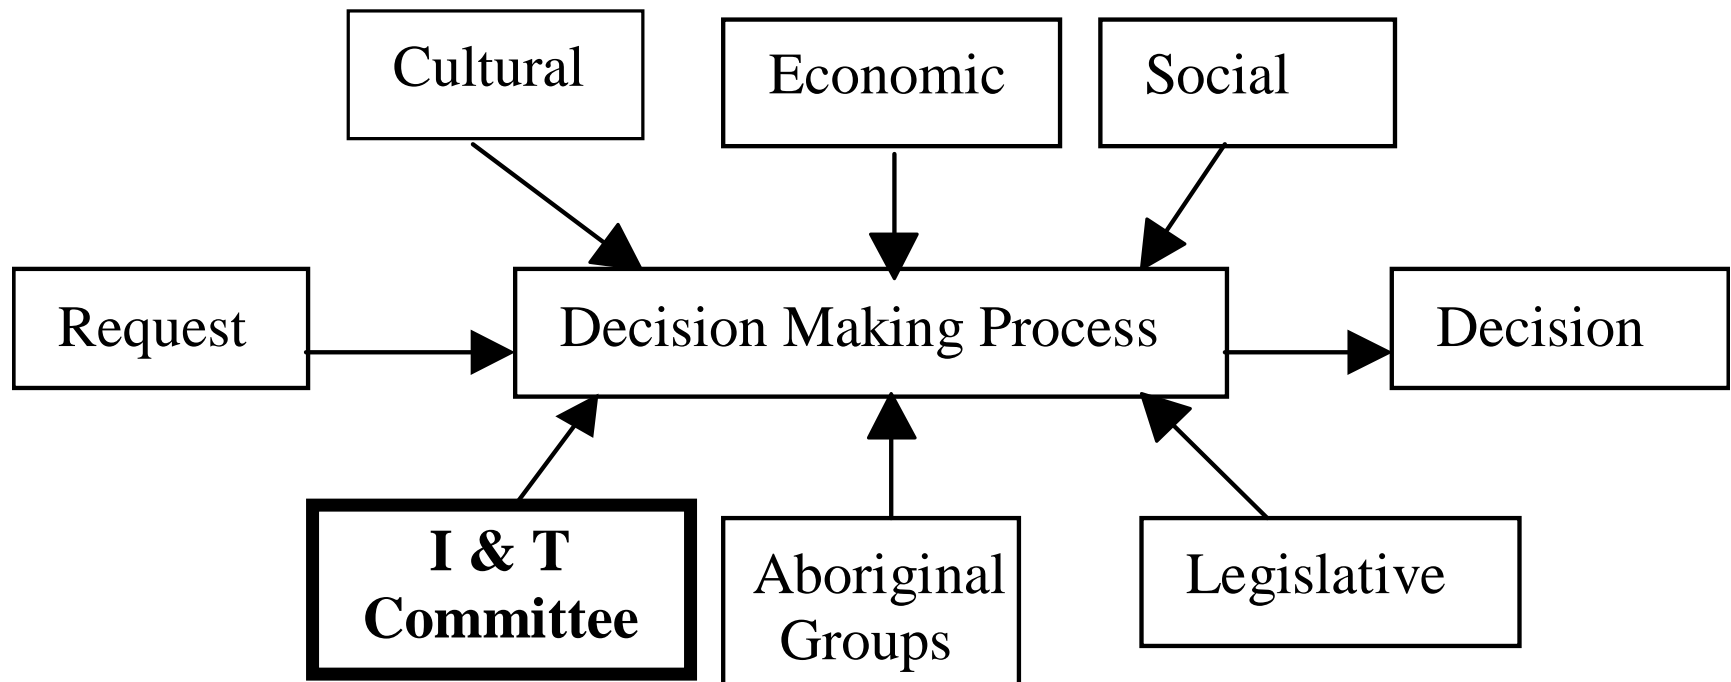 Cultural
Economic
Social
Request
Decision Making Process
Decision
I & T
Committee
Aboriginal
Groups
Legislative